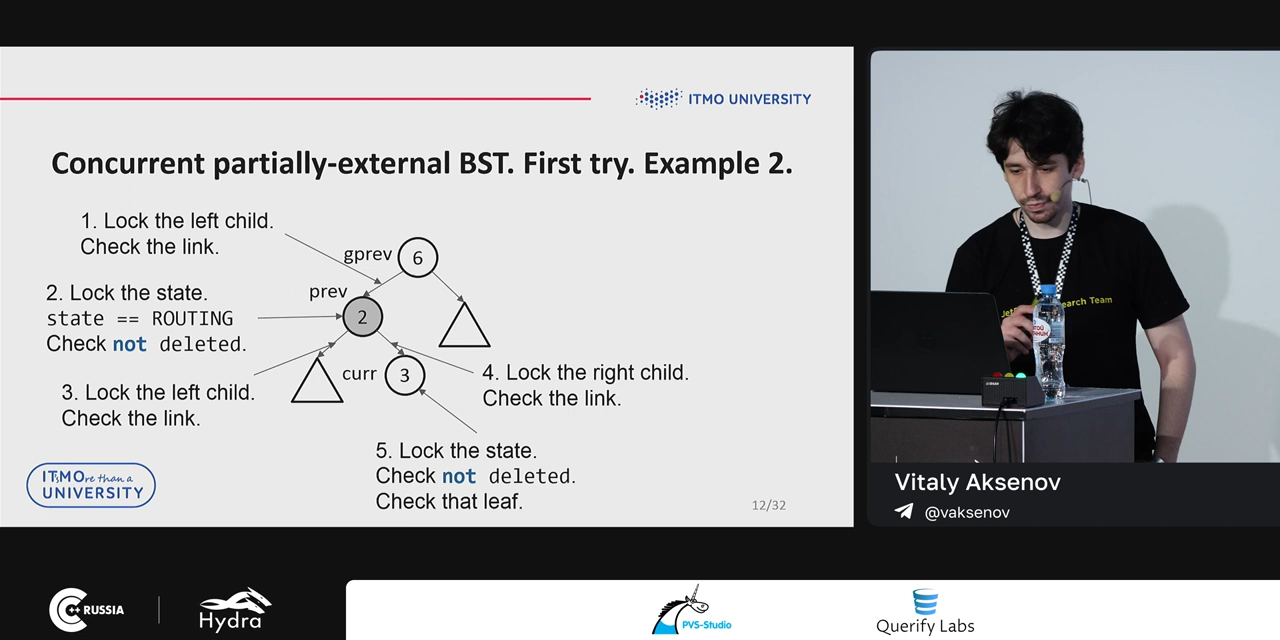 ITMO UNIVERSITY
Concurrent partially-external BST. First try. Example 2.
1. Lock the left child.
Check the link.
gprev
6
2. Lock the state.
state == ROUTING
Check not deleted.
prev
2
3. Lock the left child.
Check the link.
curr
3
4. Lock the right child.
Check the link.
5. Lock the state.
Check not deleted.
Check that leaf.
IT'sMOre than a
UNIVERSITY
12/32
earch Team
Vitaly Aksenov
@vaksenov
C++ RUSSIA
Hydra
PVS-Studio
Querify Labs